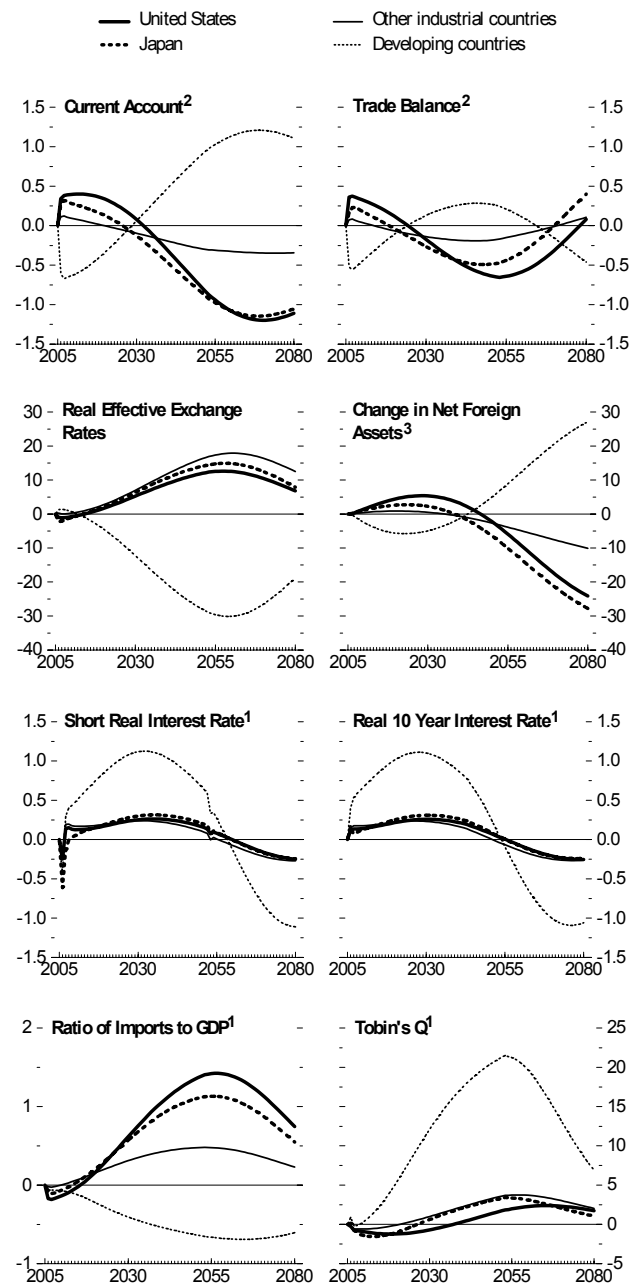 United States
Other industrial countries
Japan
Developing countries
Current Account2
Trade Balance2
1.5
1.0
0.5
0.0
-0.5
-1.0
-1.5
2005 2030 2055 2080
2005 2030 2055 2080
1.5
1.0
0.5
0.0
-0.5
-1.0
-1.5
Real Effective Exchange
Rates
Change in Net Foreign
Assets3
30
20
10
0
-10
-20
-30
-40
2005 2030 2055 2080
2005 2030 2055 2080
30
20
10
0
-10
-20
-30
-40
Short Real Interest Rate1
Real 10 Year Interest Rate1
1.5
1.0
0.5
0.0
-0.5
-1.0
-1.5
2005 2030 2055 2080
2005 2030 2055 2080
1.5
1.0
0.5
0.0
-0.5
-1.0
-1.5
Ratio of Imports to GDP1
Tobin's Q1
2
1
0
-1
2005 2030 2055 2080
2005 2030 2055 2080
25
20
15
10
5
0
-5